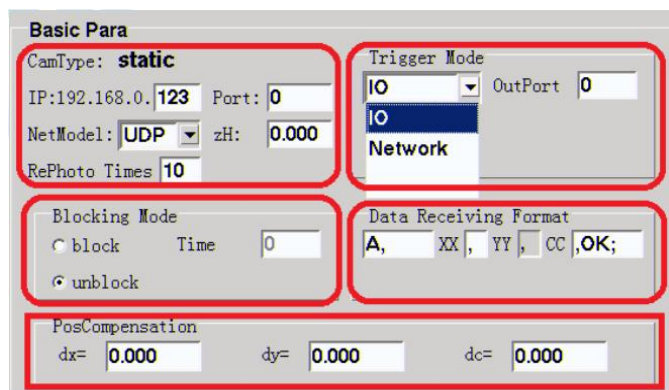 Basic Para
CamType: static
IP:192.168.0. 123 Port: 0
NetModel: UDP zH: 0.000
RePhoto Times 10
Trigger Mode
IO OutPort 0
IO
Network
Blocking Mode
block Time 0
unblock
Data Receiving Format
A, XX , YY , CC ,OK;
PosCompensation
dx= 0.000 dy= 0.000 dc= 0.000